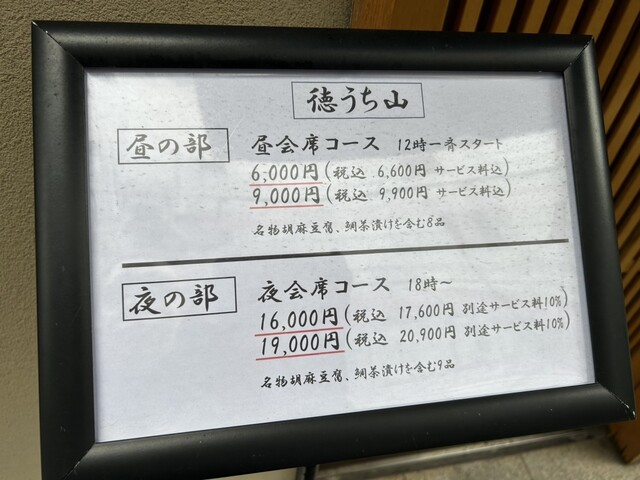 徳うち山
昼の部
昼会席コース 12時一斉スタート
6,000円(税込 6,600円 サービス料込)
9,000円(税込 9,900円 サービス料込)
名物胡麻豆腐、鯛茶漬けを含む8品
夜の部
夜会席コース 18時～
16,000円(税込 17,600円 別途サービス料10%)
19,000円(税込 20,900円 別途サービス料10%)
名物胡麻豆腐、鯛茶漬けを含む9品